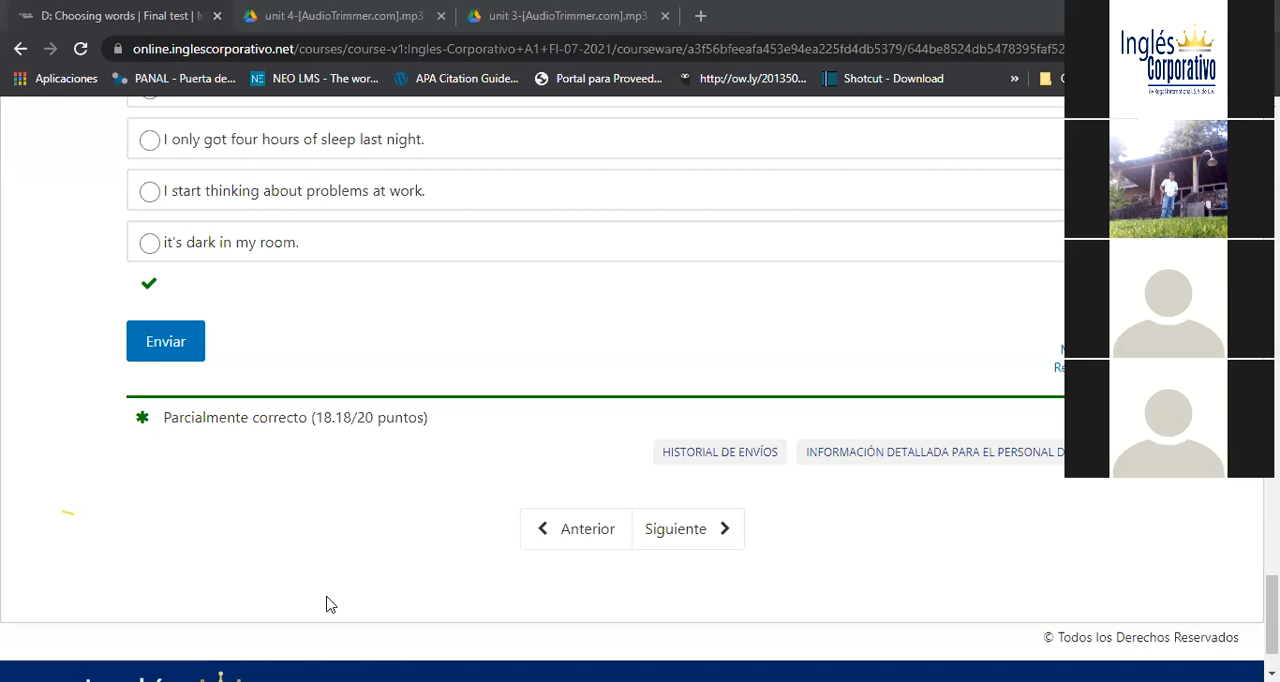 D: Choosing words | Final test |
unit 4-[AudioTrimmer.com].mp3
unit 3-[AudioTrimmer.com].mp3
online.inglescorporativo.net/courses/course-v1:Ingles-Corporativo+A1+FI-07-2021/courseware/a3f56bfeeafa453e94ea225fd4db5379/644be8524db5478395faf52
Aplicaciones
PANAL - Puerta de...
NE
NEO LMS - The wor...
APA Citation Guide...
Portal para Proveed...
http://ow.ly/201350...
Shotcut - Download
»
Inglés
Corporativo
I only got four hours of sleep last night.
I start thinking about problems at work.
it's dark in my room.
Enviar
Parcialmente correcto (18.18/20 puntos)
HISTORIAL DE ENVÍOS
INFORMACIÓN DETALLADA PARA EL PERSONAL D
Anterior
Siguiente
© Todos los Derechos Reservados